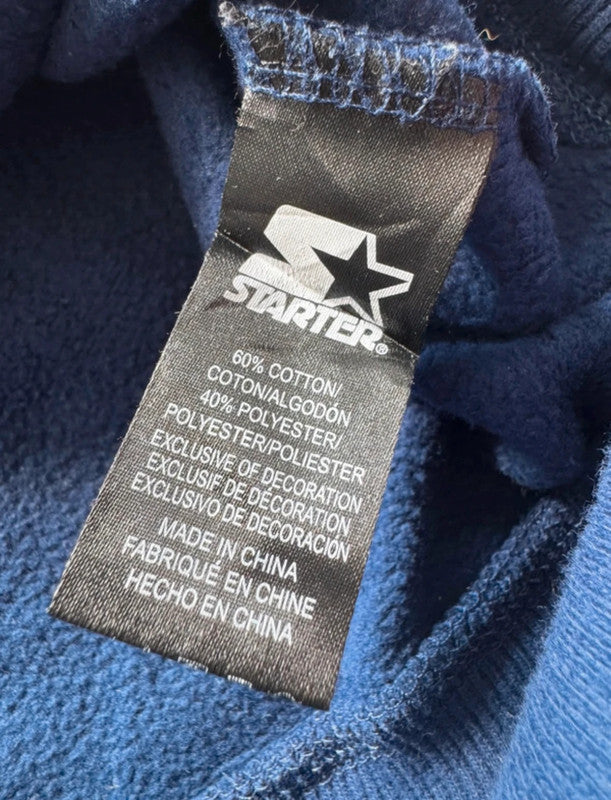 STARTER®
60% COTTON/
COTON/ALGODÓN
40% POLYESTER/
POLYESTER/POLIESTER
EXCLUSIVE OF DECORATION
EXCLUSIF DE DÉCORATION
EXCLUSIVO DE DECORACIÓN
MADE IN CHINA
FABRIQUÉ EN CHINE
HECHO EN CHINA